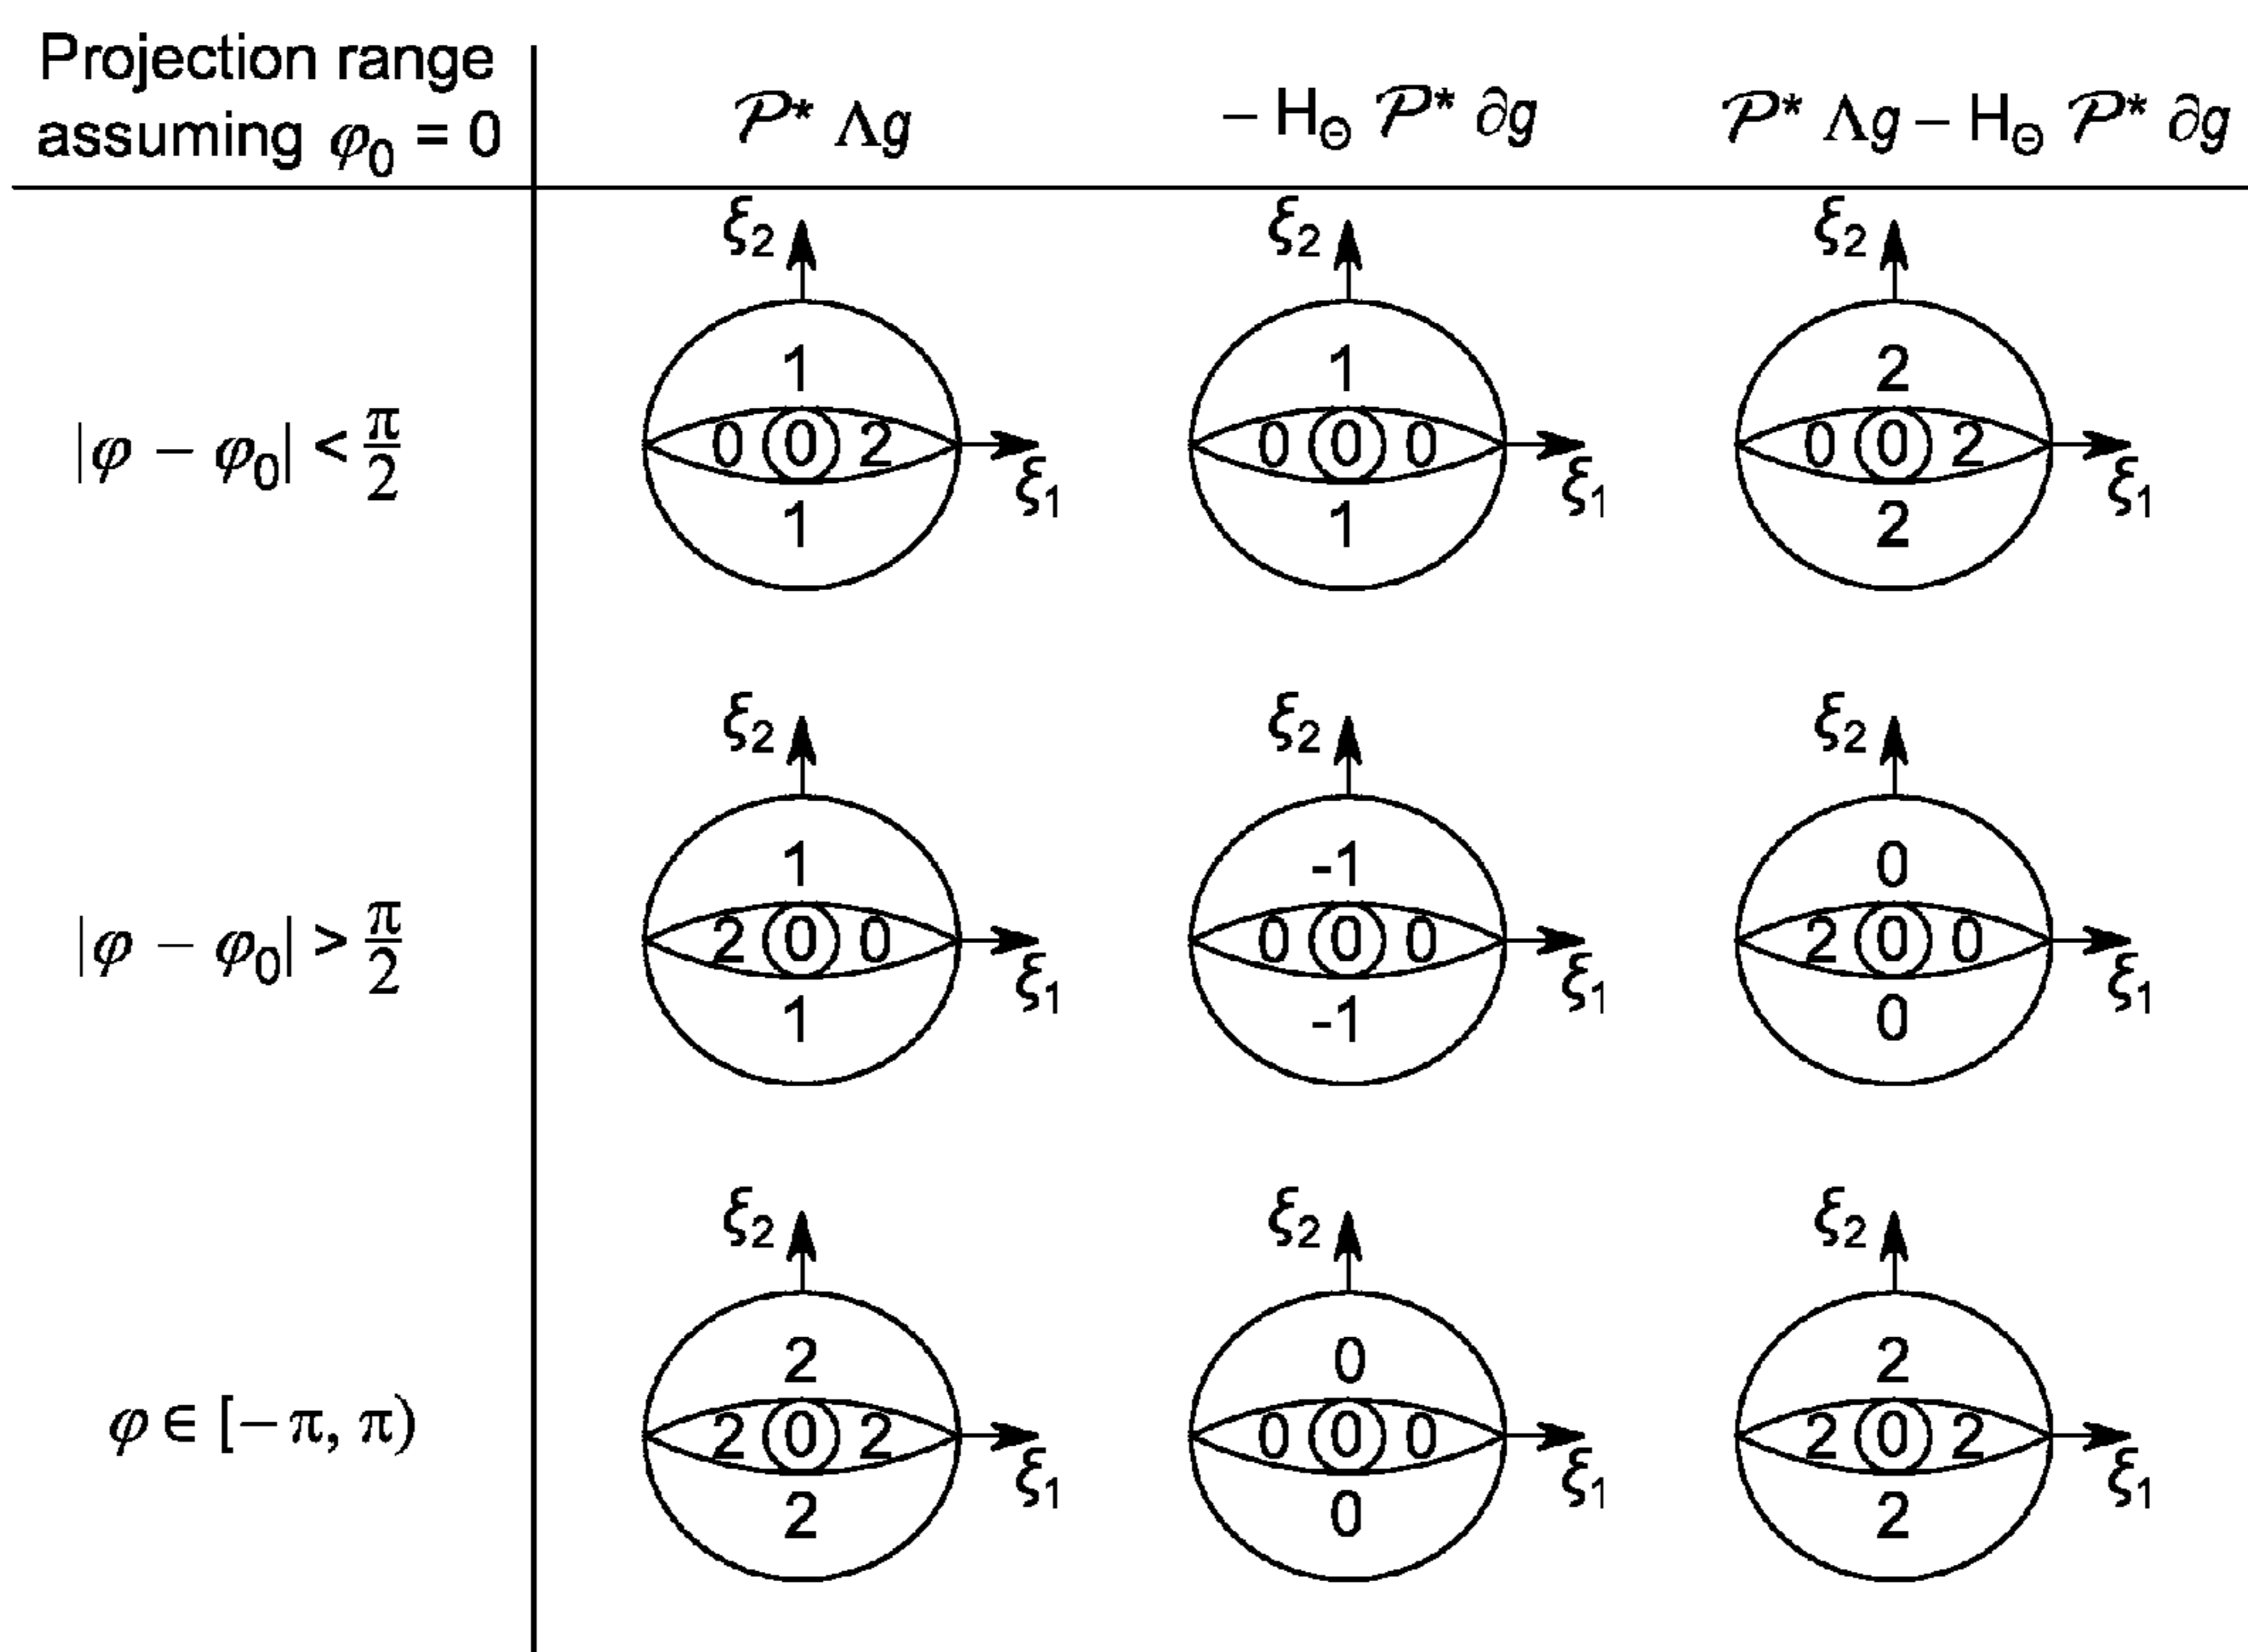 Projection range
assuming φ₀ = 0
𝒫* Λg
– H_Θ 𝒫* ∂g
𝒫* Λg – H_Θ 𝒫* ∂g
|φ – φ₀| < π/2
ξ₂
1
0 0 2
1
ξ₁
ξ₂
1
0 0 0
1
ξ₁
ξ₂
2
0 0 2
2
ξ₁
|φ – φ₀| > π/2
ξ₂
1
2 0 0
1
ξ₁
ξ₂
-1
0 0 0
-1
ξ₁
ξ₂
0
2 0 0
0
ξ₁
φ ∈ [– π, π)
ξ₂
2
2 0 2
2
ξ₁
ξ₂
0
0 0 0
0
ξ₁
ξ₂
2
2 0 2
2
ξ₁